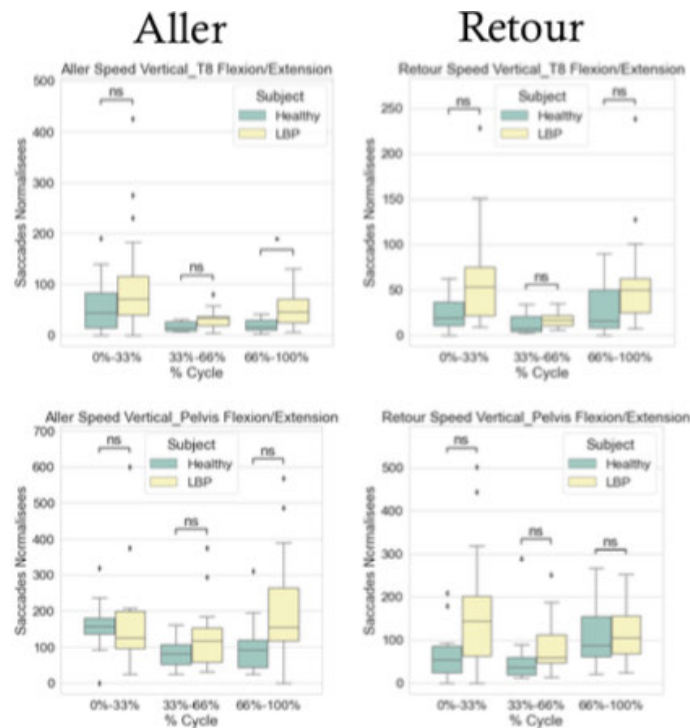 Aller
Retour
Aller Speed Vertical_T8 Flexion/Extension
500
400
300
200
100
0
Saccades Normalisees
ns
ns
*
Subject
Healthy
LBP
0%-33%
33%-66%
66%-100%
% Cycle
Retour Speed Vertical_T8 Flexion/Extension
250
200
150
100
50
0
Saccades Normalisees
ns
ns
ns
Subject
Healthy
LBP
0%-33%
33%-66%
66%-100%
% Cycle
Aller Speed Vertical_Pelvis Flexion/Extension
700
600
500
400
300
200
100
0
Saccades Normalisees
ns
ns
ns
Subject
Healthy
LBP
0%-33%
33%-66%
66%-100%
% Cycle
Retour Speed Vertical_Pelvis Flexion/Extension
500
400
300
200
100
0
Saccades Normalisees
ns
ns
ns
Subject
Healthy
LBP
0%-33%
33%-66%
66%-100%
% Cycle